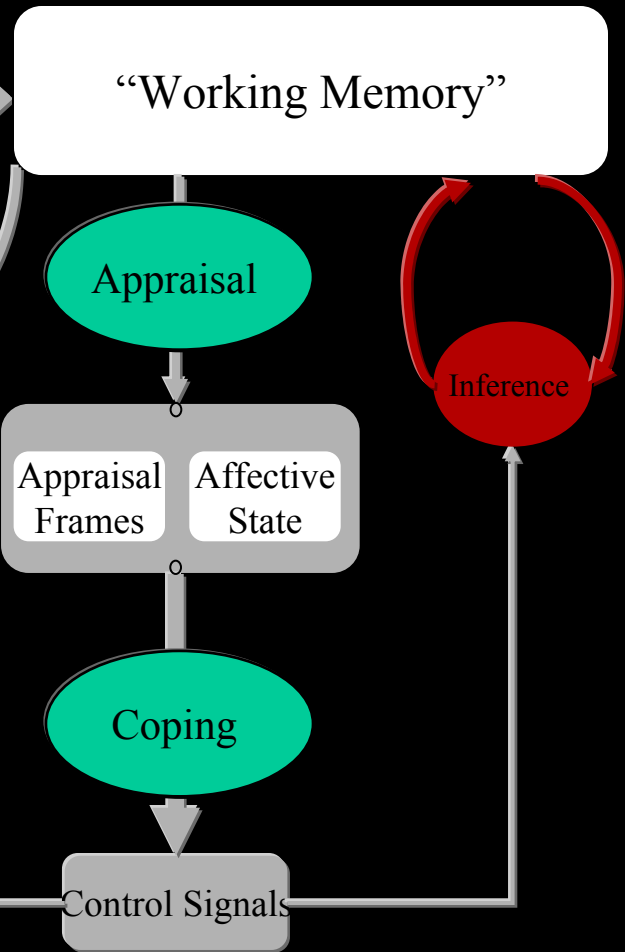 “Working Memory”
Appraisal
Inference
Appraisal
Frames
Affective
State
Coping
Control Signals